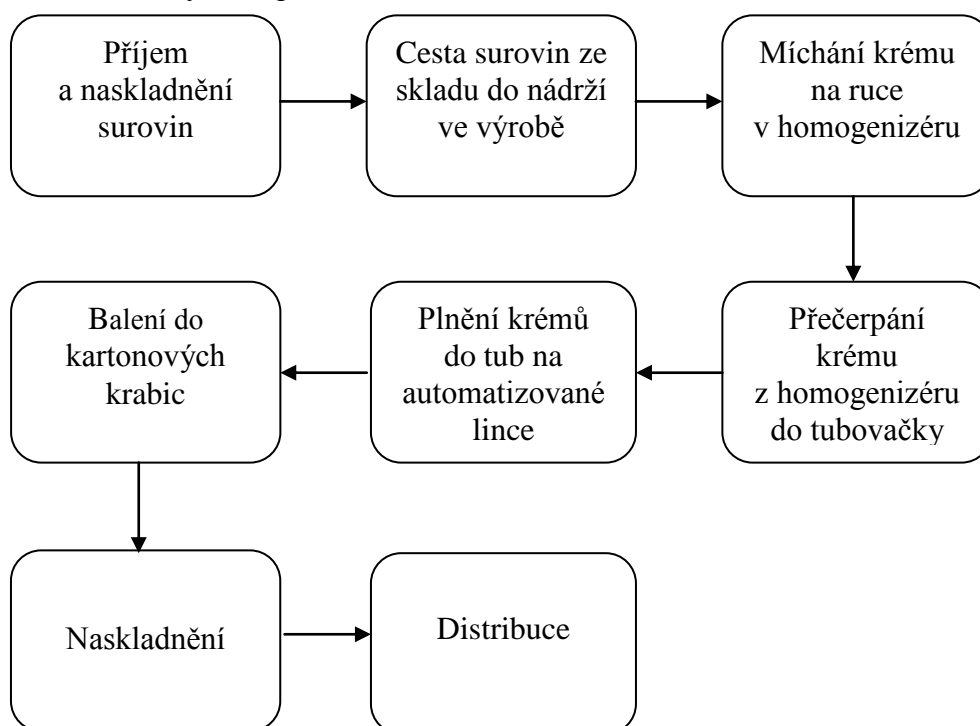 Příjem
a naskladnění
surovin
Cesta surovin ze
skladu do nádrží
ve výrobě
Míchání krému
na ruce
v homogenizéru
Přečerpání
krému
z homogenizéru
do tubovačky
Plnění krémů
do tub na
automatizované
lince
Balení do
kartonových
krabic
Naskladnění
Distribuce